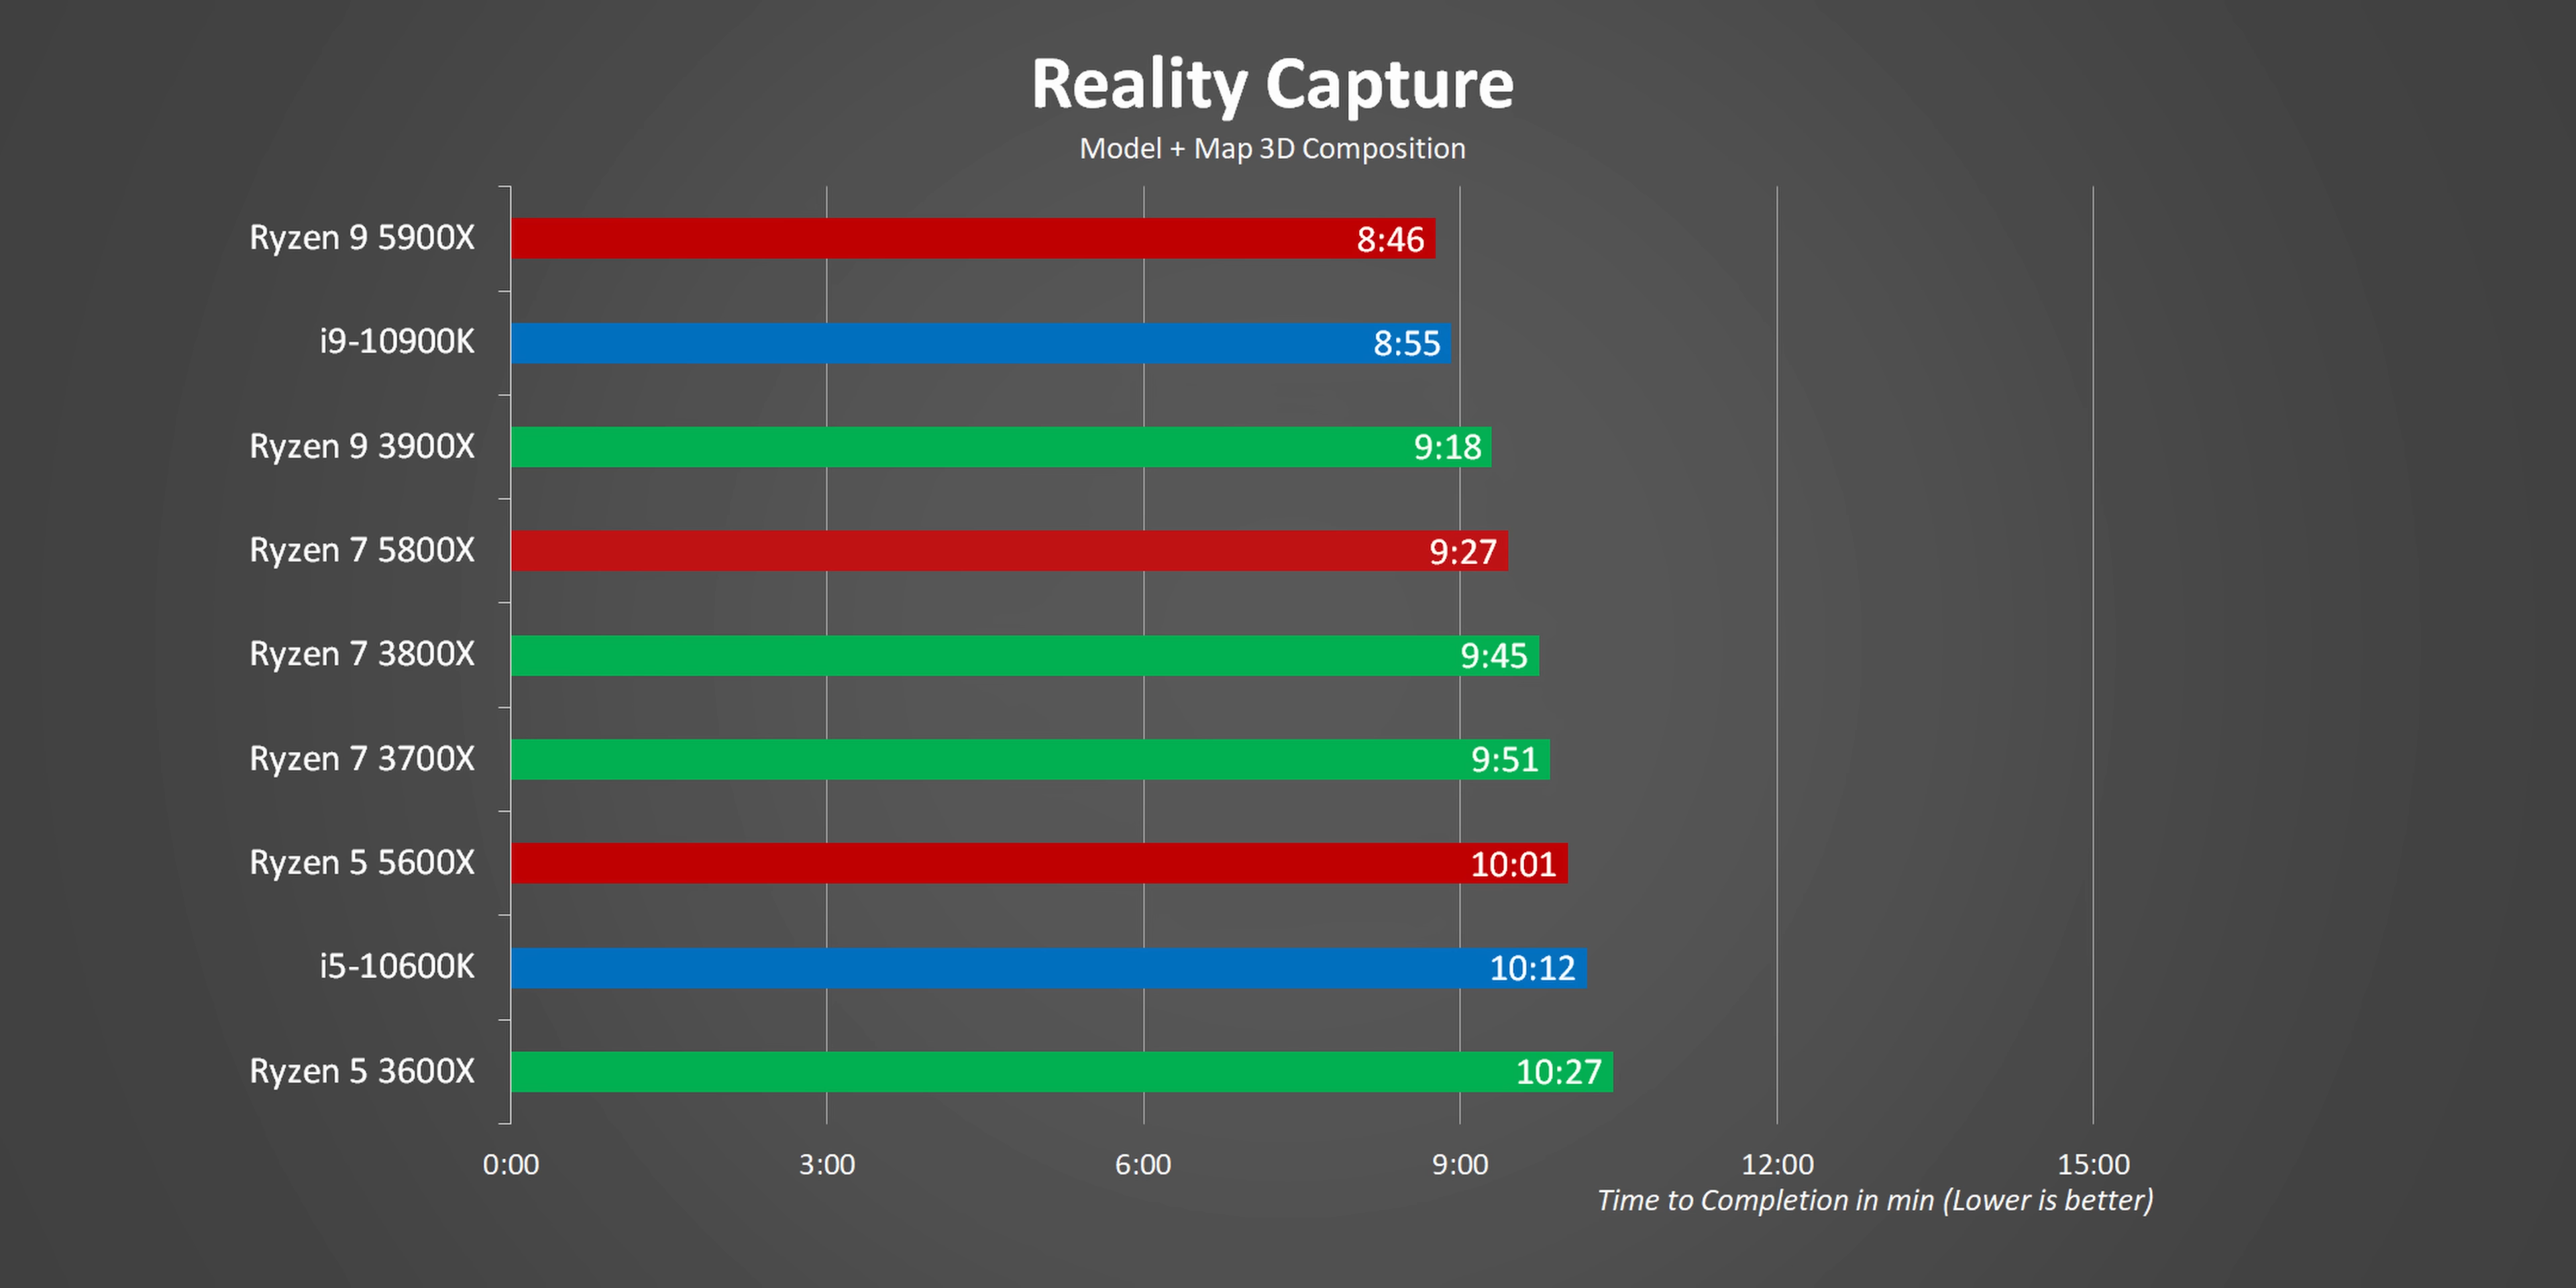 Reality Capture
Model + Map 3D Composition
Ryzen 9 5900X 8:46
i9-10900K 8:55
Ryzen 9 3900X 9:18
Ryzen 7 5800X 9:27
Ryzen 7 3800X 9:45
Ryzen 7 3700X 9:51
Ryzen 5 5600X 10:01
i5-10600K 10:12
Ryzen 5 3600X 10:27
0:00 3:00 6:00 9:00 12:00 15:00
Time to Completion in min (Lower is better)